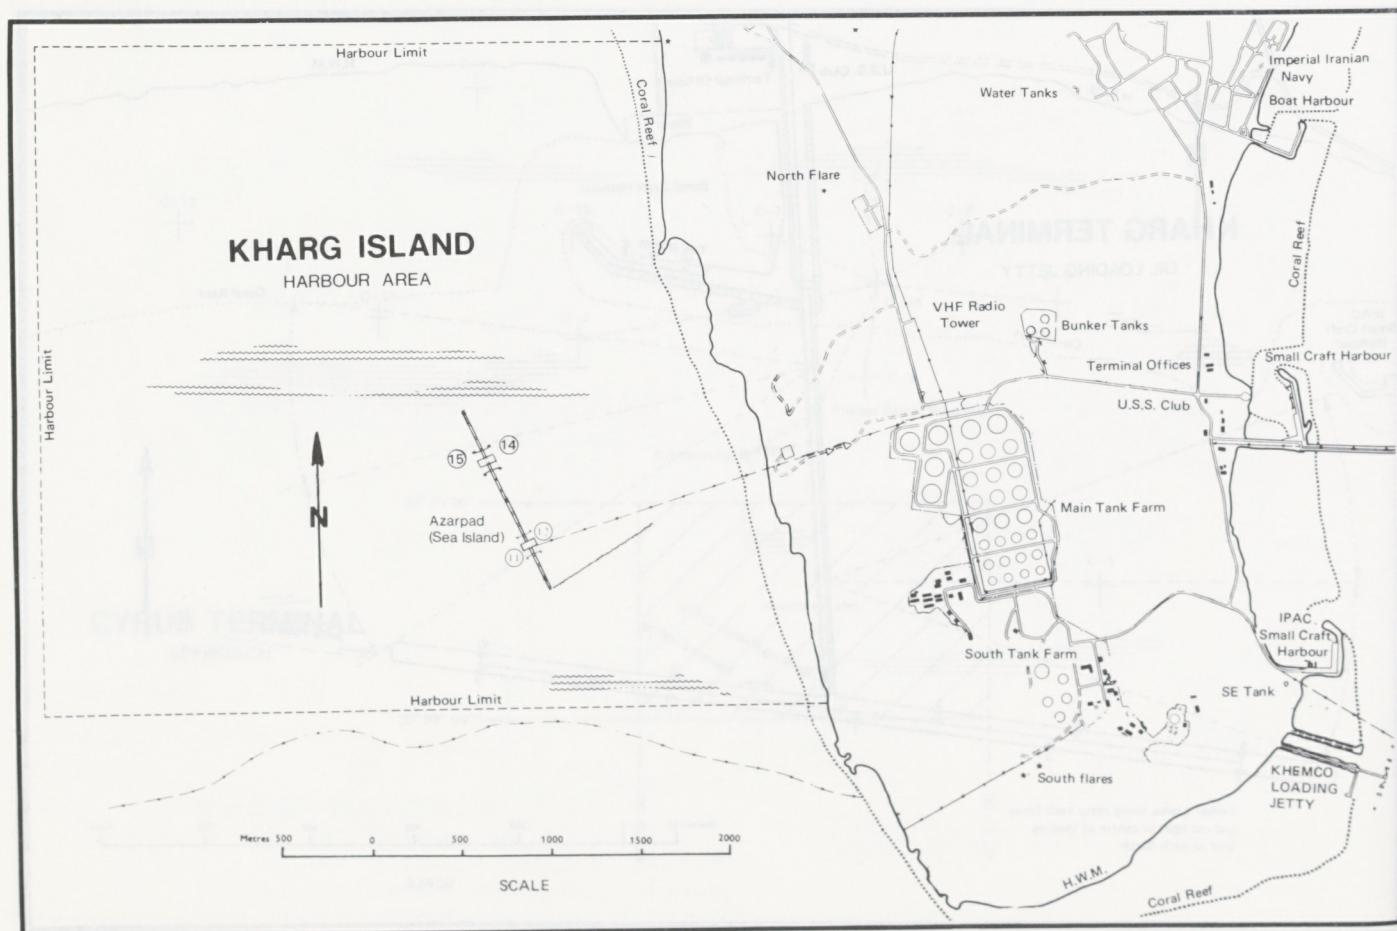 Harbour Limit
Coral Reef
Imperial Iranian
Navy
Boat Harbour
Water Tanks
North Flare
KHARG ISLAND
HARBOUR AREA
Coral Reef
VHF Radio
Tower
Bunker Tanks
Small Craft Harbour
Terminal Offices
U.S.S. Club
Harbour Limit
14
15
N
Azarpad
(Sea Island)
11
Main Tank Farm
IPAC
Small Craft
Harbour
South Tank Farm
SE Tank
Harbour Limit
South flares
KHEMCO
LOADING
JETTY
Metres 500 0 500 1000 1500 2000
SCALE
H.W.M.
Coral Reef